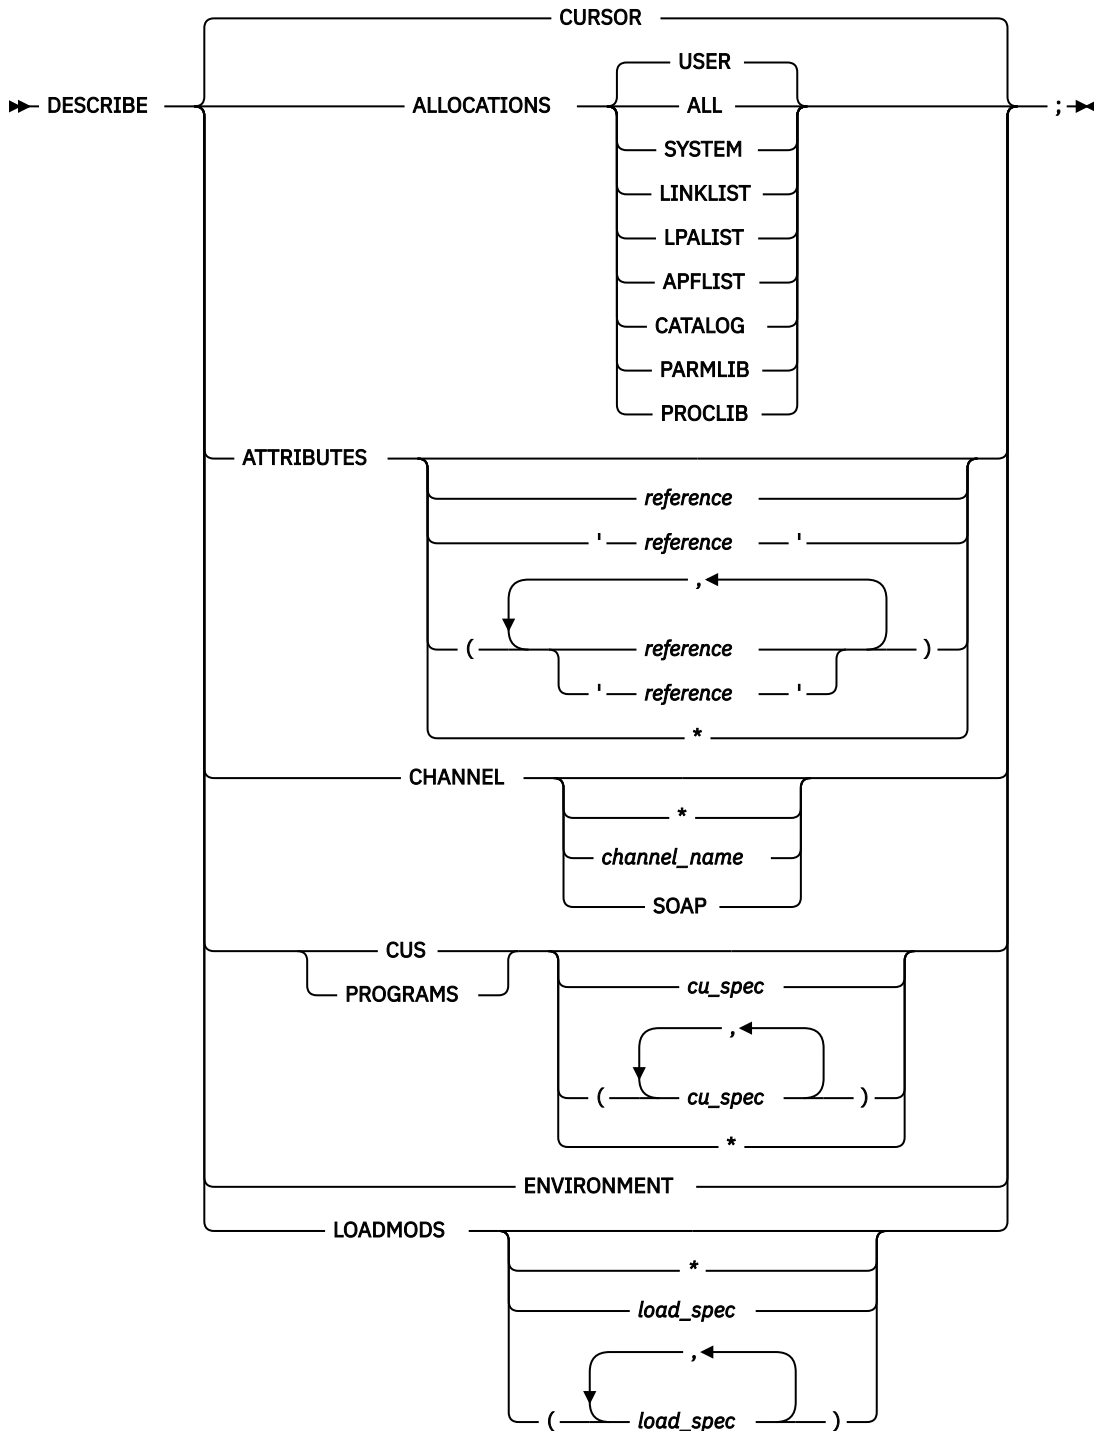 CURSOR
USER
DESCRIBE ALLOCATIONS ALL ;
SYSTEM
LINKLIST
LPALIST
APFLIST
CATALOG
PARMLIB
PROCLIB
ATTRIBUTES
reference
' reference '
,
( reference )
' reference '
*
CHANNEL
*
channel_name
SOAP
CUS
PROGRAMS
cu_spec
,
( cu_spec )
*
ENVIRONMENT
LOADMODS
*
load_spec
,
( load_spec )